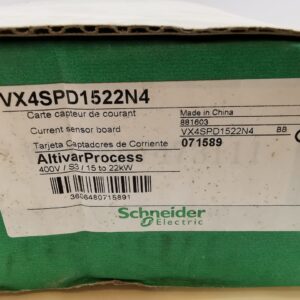 VX4SPD1522N4
Carte capteur de courant
Made in China
881603
Current sensor board
VX4SPD1522N4 BB
Tarjeta Captadores de Corriente
071589
AltivarProcess
400V / S3 / 15 to 22kW
3606480715891
Schneider
Electric